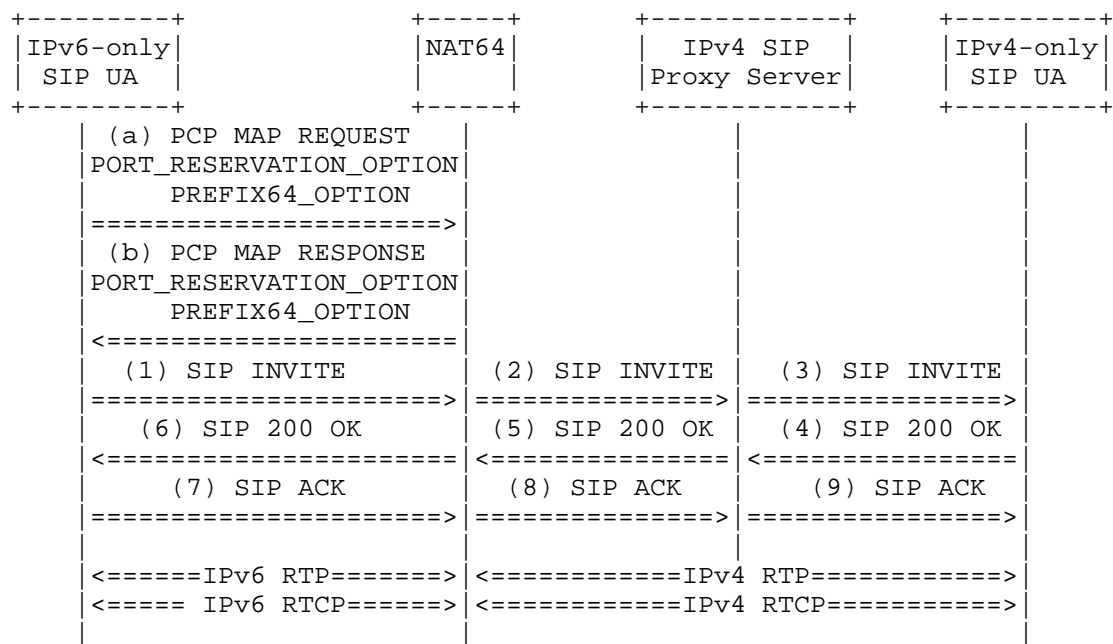 +---------+              +-----+       +------------+     +---------+
|IPv6-only|              |NAT64|       |  IPv4 SIP  |     |IPv4-only|
| SIP UA  |              |     |       |Proxy Server|     | SIP UA  |
+---------+              +-----+       +------------+     +---------+
    | (a) PCP MAP REQUEST   |                |                 |
    |PORT_RESERVATION_OPTION|                |                 |
    |     PREFIX64_OPTION   |                |                 |
    |======================>|                |                 |
    | (b) PCP MAP RESPONSE  |                |                 |
    |PORT_RESERVATION_OPTION|                |                 |
    |     PREFIX64_OPTION   |                |                 |
    |<======================|                |                 |
    |  (1) SIP INVITE       | (2) SIP INVITE | (3) SIP INVITE  |
    |======================>|===============>|================>|
    |   (6) SIP 200 OK      | (5) SIP 200 OK | (4) SIP 200 OK  |
    |<======================|<===============|<================|
    |     (7) SIP ACK       |  (8) SIP ACK   |   (9) SIP ACK   |
    |======================>|===============>|================>|
    |                       |                |                 |
    |<======IPv6 RTP=======>|<============IPv4 RTP============>|
    |<===== IPv6 RTCP======>|<============IPv4 RTCP===========>|
    |                       |                                  |